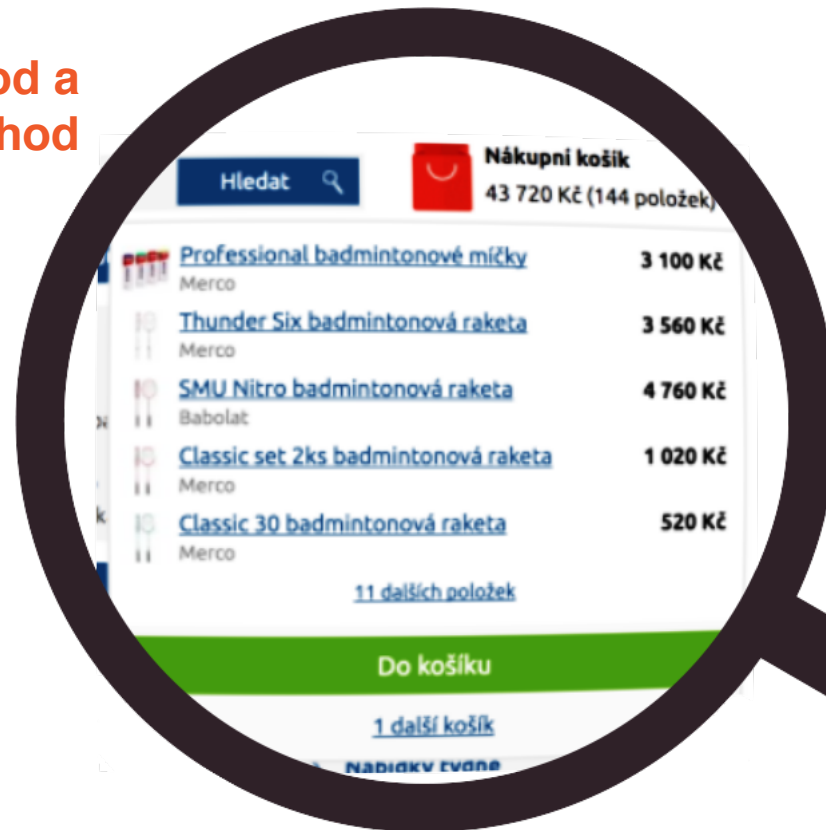 od a
hod
Hledat
Nákupní košík
43 720 Kč (144 položek)
Professional badmintonové míčky 3 100 Kč
Merco
Thunder Six badmintonová raketa 3 560 Kč
Merco
SMU Nitro badmintonová raketa 4 760 Kč
Babolat
Classic set 2ks badmintonová raketa 1 020 Kč
Merco
Classic 30 badmintonová raketa 520 Kč
Merco
11 dalších položek
Do košíku
1 další košík
Nabídky týdne